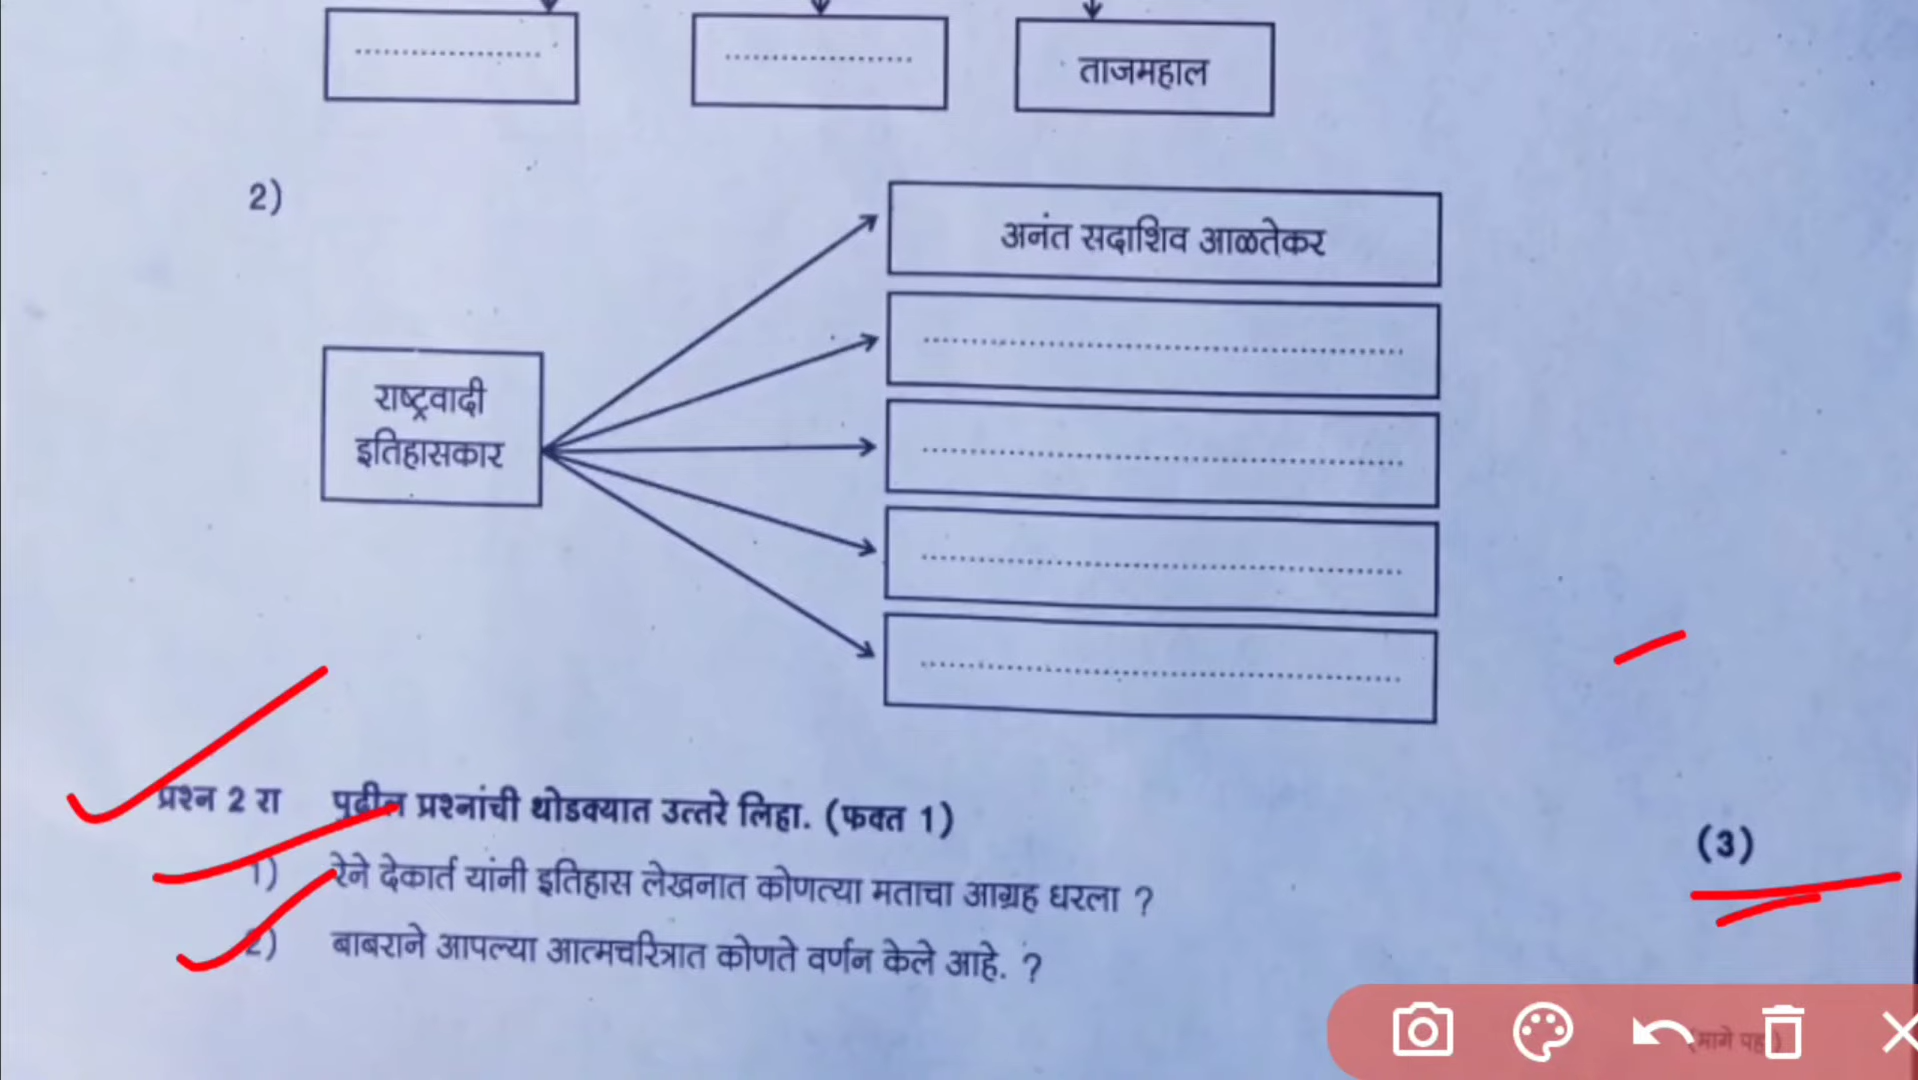 ताजमहाल
2)
अनंत सदाशिव आळतेकर
राष्ट्रवादी
इतिहासकार
प्रश्न 2 रा पुढील प्रश्नांची थोडक्यात उत्तरे लिहा. (फक्त 1) (3)
1) रेने देकार्त यांनी इतिहास लेखनात कोणत्या मताचा आग्रह धरला ?
2) बाबराने आपल्या आत्मचरित्रात कोणते वर्णन केले आहे. ?